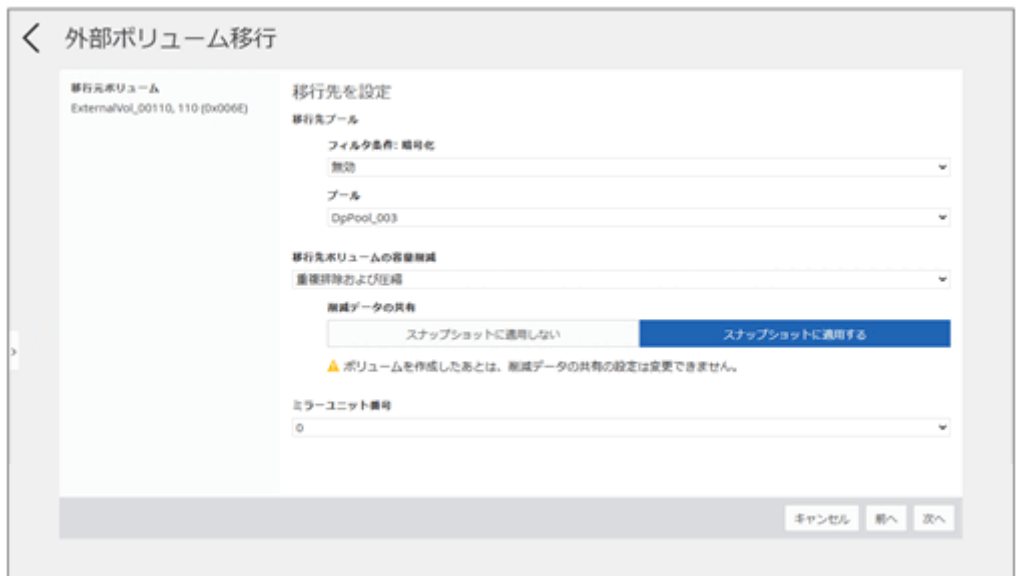 外部ボリューム移行
移行元ボリューム
ExternalVol_00110, 110 (0x006E)
移行先を設定
移行先プール
フィルタ条件: 暗号化
無効
プール
DpPool_003
移行先ボリュームの容量削減
重複排除および圧縮
削減データの共有
スナップショットに適用しない
スナップショットに適用する
ボリュームを作成したあとは、削減データの共有の設定は変更できません。
ミラーユニット番号
0
キャンセル
前へ
次へ